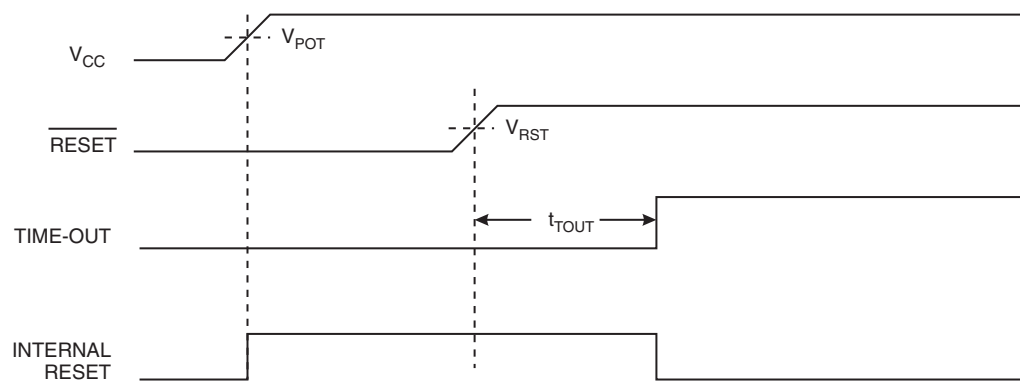 V_POT
V_CC
RESET
V_RST
TIME-OUT
t_TOUT
INTERNAL
RESET